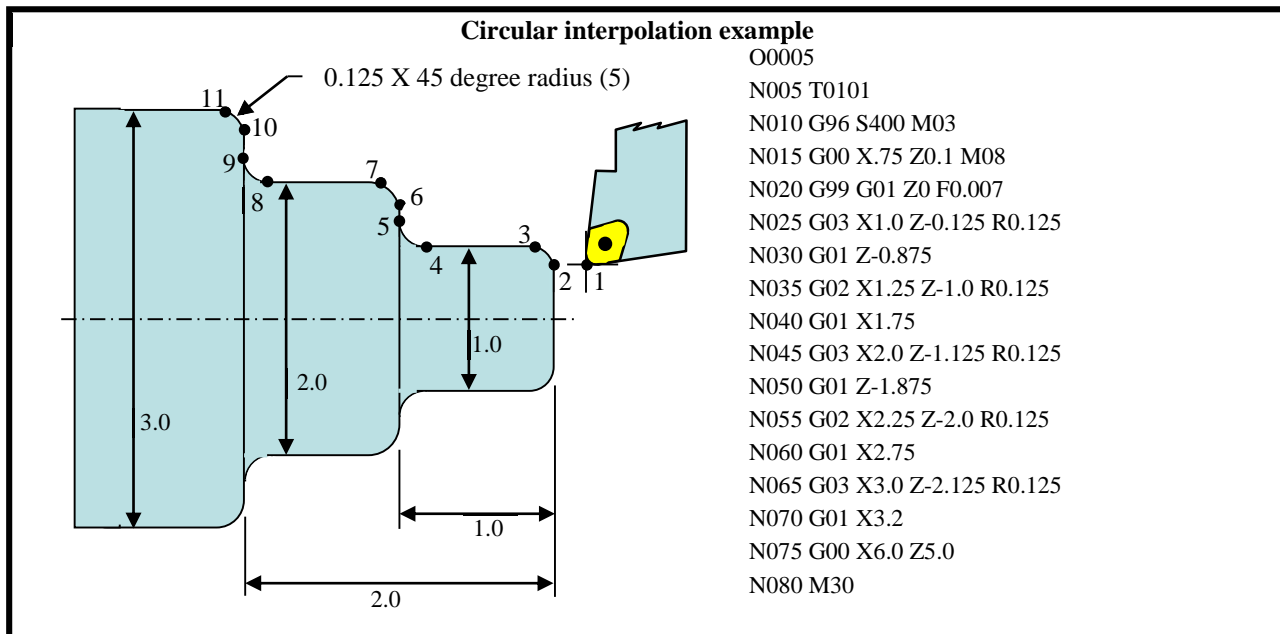 Circular interpolation example
0.125 X 45 degree radius (5)
11
10
9
8
7
6
5
4
3
2
1
3.0
2.0
1.0
1.0
2.0
O0005
N005 T0101
N010 G96 S400 M03
N015 G00 X.75 Z0.1 M08
N020 G99 G01 Z0 F0.007
N025 G03 X1.0 Z-0.125 R0.125
N030 G01 Z-0.875
N035 G02 X1.25 Z-1.0 R0.125
N040 G01 X1.75
N045 G03 X2.0 Z-1.125 R0.125
N050 G01 Z-1.875
N055 G02 X2.25 Z-2.0 R0.125
N060 G01 X2.75
N065 G03 X3.0 Z-2.125 R0.125
N070 G01 X3.2
N075 G00 X6.0 Z5.0
N080 M30